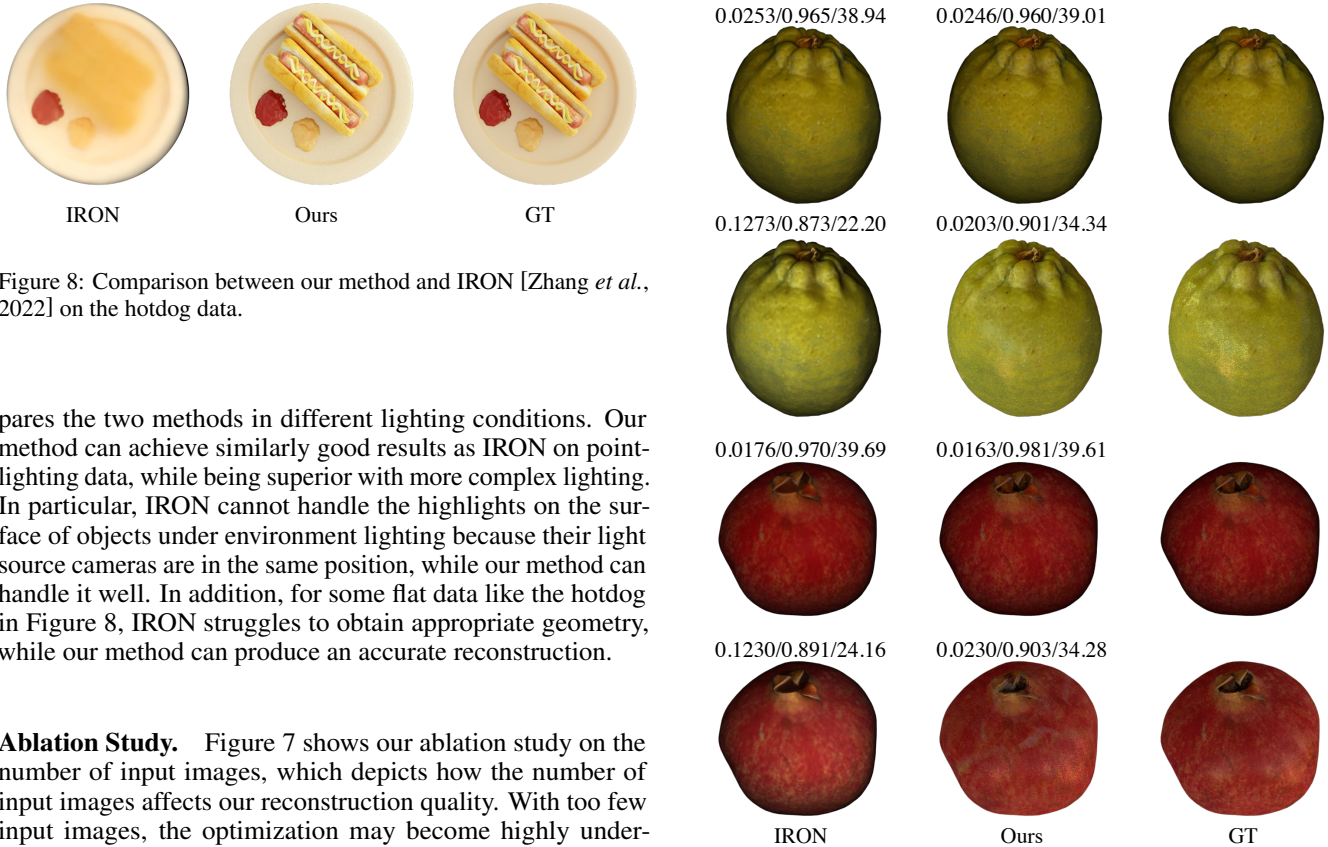 IRON
Ours
GT
Figure 8: Comparison between our method and IRON [Zhang et al.,
2022] on the hotdog data.
pares the two methods in different lighting conditions. Our
method can achieve similarly good results as IRON on point-
lighting data, while being superior with more complex lighting.
In particular, IRON cannot handle the highlights on the sur-
face of objects under environment lighting because their light
source cameras are in the same position, while our method can
handle it well. In addition, for some flat data like the hotdog
in Figure 8, IRON struggles to obtain appropriate geometry,
while our method can produce an accurate reconstruction.
Ablation Study. Figure 7 shows our ablation study on the
number of input images, which depicts how the number of
input images affects our reconstruction quality. With too few
input images, the optimization may become highly under-
0.0253/0.965/38.94
0.0246/0.960/39.01
0.1273/0.873/22.20
0.0203/0.901/34.34
0.0176/0.970/39.69
0.0163/0.981/39.61
0.1230/0.891/24.16
0.0230/0.903/34.28
IRON
Ours
GT